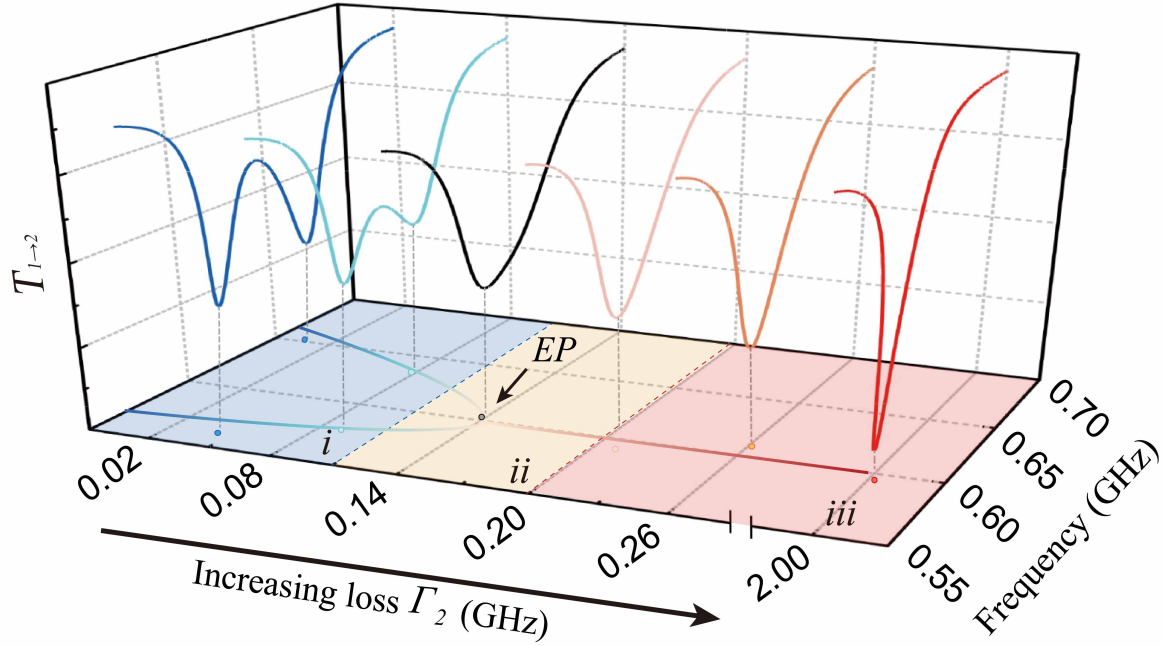 T1→2
EP
i
ii
iii
0.02
0.08
0.14
0.20
0.26
2.00
Increasing loss Γ2 (GHz)
0.70
0.65
0.60
0.55
Frequency (GHz)